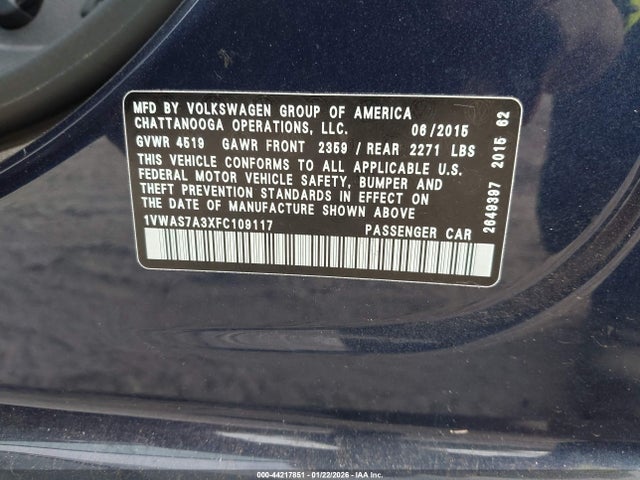 MFD BY VOLKSWAGEN GROUP OF AMERICA
CHATTANOOGA OPERATIONS, LLC. 06/2015
GVWR 4519 GAWR FRONT 2359 / REAR 2271 LBS
THIS VEHICLE CONFORMS TO ALL APPLICABLE U.S.
FEDERAL MOTOR VEHICLE SAFETY, BUMPER AND
THEFT PREVENTION STANDARDS IN EFFECT ON
THE DATE OF MANUFACTURE SHOWN ABOVE
1VWAS7A3XFC109117 PASSENGER CAR
2649397 2015 62
000-44217851 - 01/22/2026 - IAA Inc.